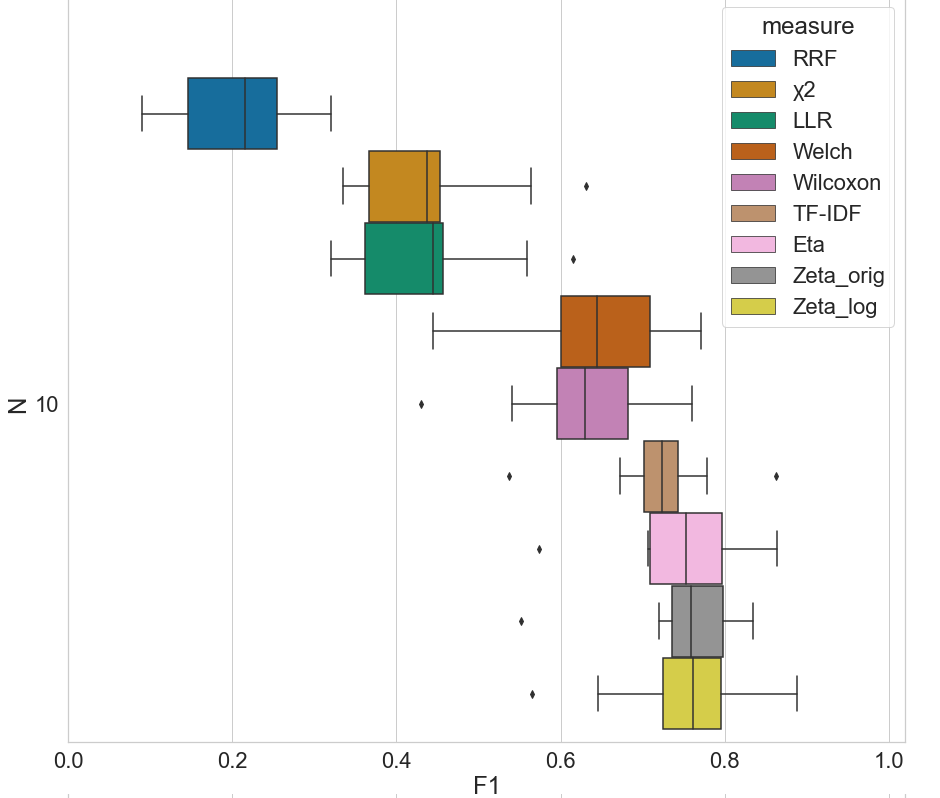 measure
RRF
χ2
LLR
Welch
Wilcoxon
TF-IDF
Eta
Zeta_orig
Zeta_log
N
10
0.0 0.2 0.4 0.6 0.8 1.0
F1